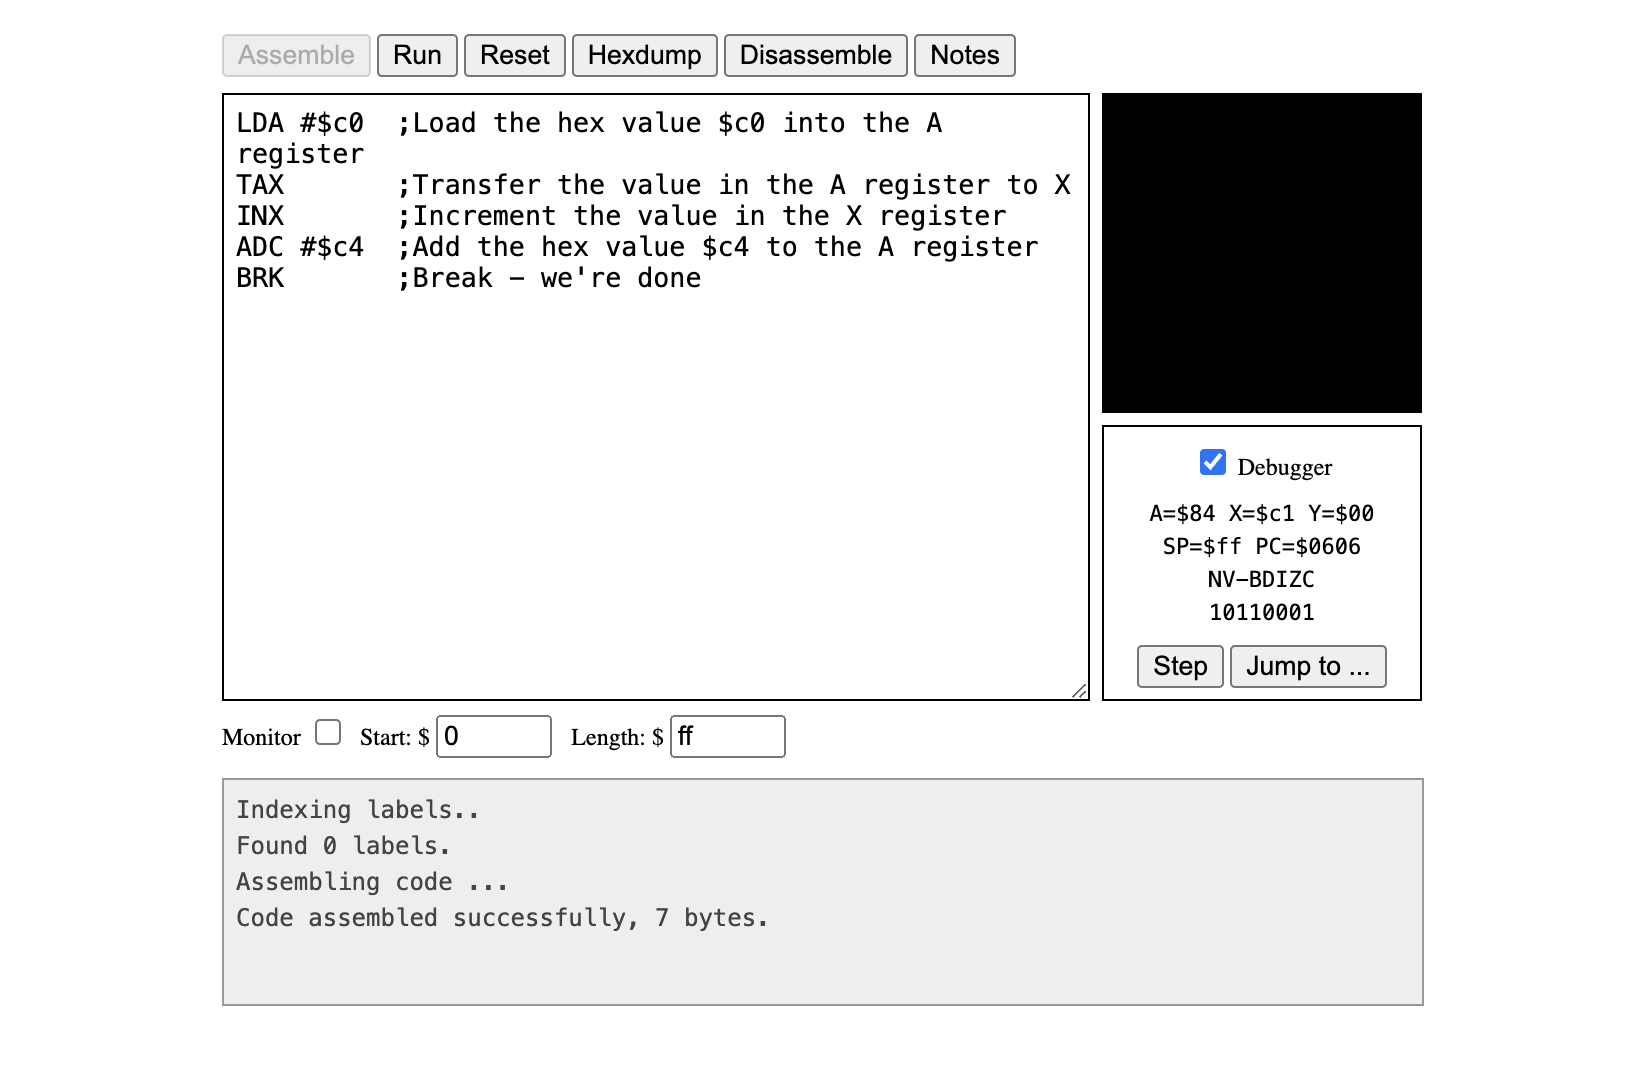 Assemble Run Reset Hexdump Disassemble Notes
LDA #$c0  ;Load the hex value $c0 into the A
register
TAX       ;Transfer the value in the A register to X
INX       ;Increment the value in the X register
ADC #$c4  ;Add the hex value $c4 to the A register
BRK       ;Break - we're done
Debugger
A=$84 X=$c1 Y=$00
SP=$ff PC=$0606
NV-BDIZC
10110001
Step Jump to ...
Monitor Start: $ 0 Length: $ ff
Indexing labels..
Found 0 labels.
Assembling code ...
Code assembled successfully, 7 bytes.